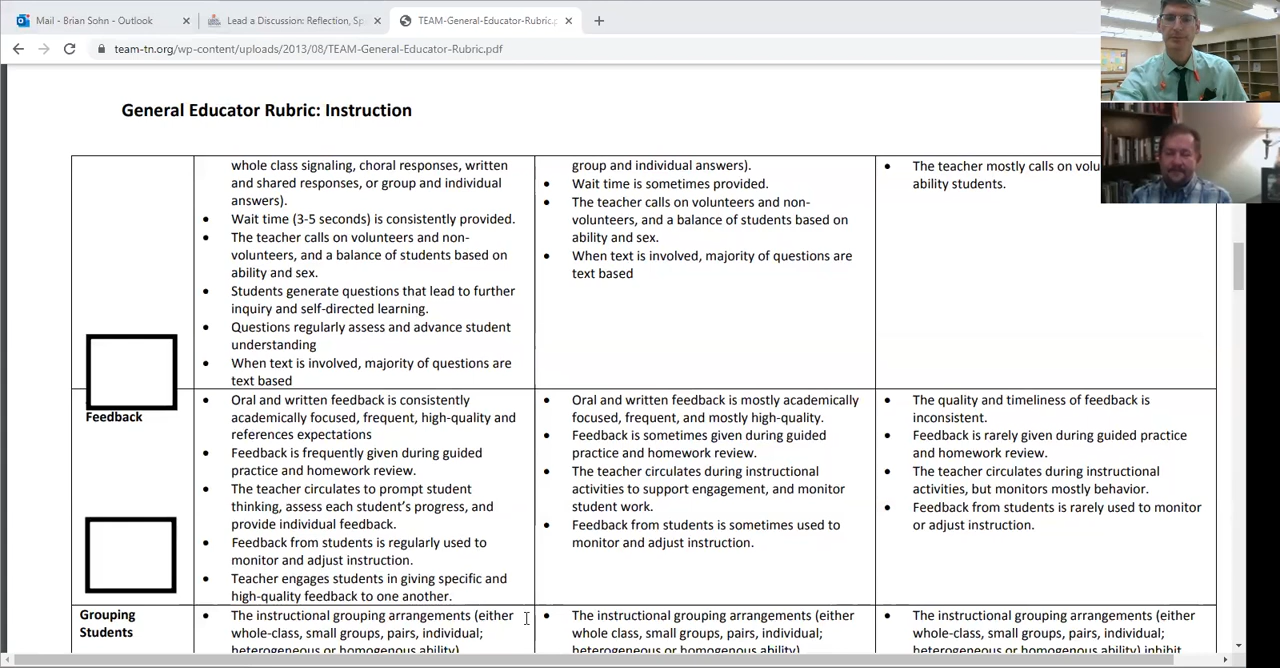 Mail - Brian Sohn - Outlook
Lead a Discussion: Reflection, Sp
TEAM-General-Educator-Rubric.p
team-tn.org/wp-content/uploads/2013/08/TEAM-General-Educator-Rubric.pdf
General Educator Rubric: Instruction
whole class signaling, choral responses, written
and shared responses, or group and individual
answers).
• Wait time (3-5 seconds) is consistently provided.
• The teacher calls on volunteers and non-
volunteers, and a balance of students based on
ability and sex.
• Students generate questions that lead to further
inquiry and self-directed learning.
• Questions regularly assess and advance student
understanding
• When text is involved, majority of questions are
text based
group and individual answers).
• Wait time is sometimes provided.
• The teacher calls on volunteers and non-
volunteers, and a balance of students based on
ability and sex.
• When text is involved, majority of questions are
text based
• The teacher mostly calls on
ability students.
Feedback
• Oral and written feedback is consistently
academically focused, frequent, high-quality and
references expectations
• Feedback is frequently given during guided
practice and homework review.
• The teacher circulates to prompt student
thinking, assess each student's progress, and
provide individual feedback.
• Feedback from students is regularly used to
monitor and adjust instruction.
• Teacher engages students in giving specific and
high-quality feedback to one another.
• Oral and written feedback is mostly academically
focused, frequent, and mostly high-quality.
• Feedback is sometimes given during guided
practice and homework review.
• The teacher circulates during instructional
activities to support engagement, and monitor
student work.
• Feedback from students is sometimes used to
monitor and adjust instruction.
• The quality and timeliness of feedback is
inconsistent.
• Feedback is rarely given during guided practice
and homework review.
• The teacher circulates during instructional
activities, but monitors mostly behavior.
• Feedback from students is rarely used to monitor
or adjust instruction.
Grouping
Students
• The instructional grouping arrangements (either
whole-class, small groups, pairs, individual;
heterogeneous or homogenous ability)
• The instructional grouping arrangements (either
whole class, small groups, pairs, individual;
heterogeneous or homogenous ability)
• The instructional grouping arrangements (either
whole-class, small groups, pairs, individual;
heterogeneous or homogenous ability) inhibit